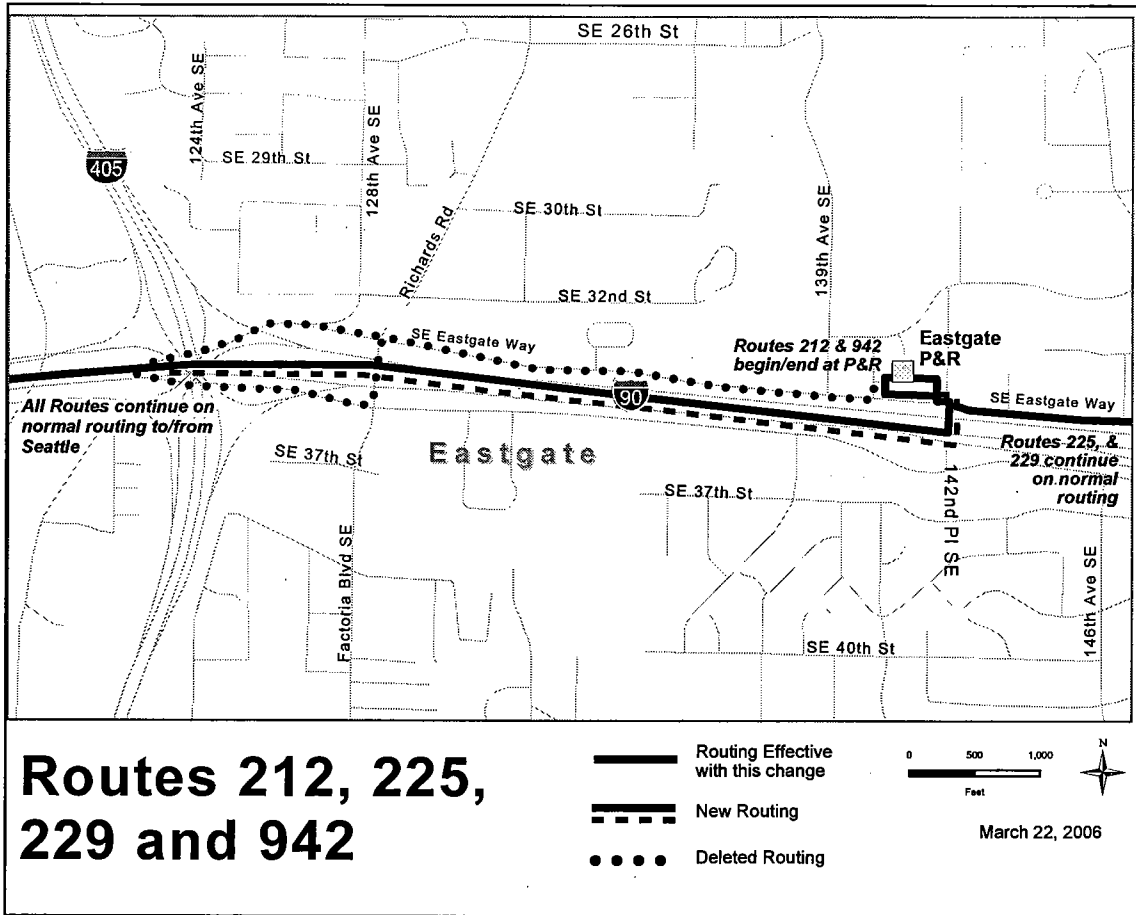 SE 26th St
124th Ave SE
128th Ave SE
405
SE 29th St
SE 30th St
Richards Rd
139th Ave SE
SE 32nd St
SE Eastgate Way
Routes 212 & 942
begin/end at P&R
Eastgate
P&R
90
SE Eastgate Way
All Routes continue on
normal routing to/from
Seattle
Eastgate
Routes 225, &
229 continue
on normal
routing
SE 37th St
SE 37th St
142nd Pl SE
Factoria Blvd SE
146th Ave SE
SE 40th St
Routes 212, 225,
229 and 942
Routing Effective
with this change
New Routing
Deleted Routing
0 500 1,000
Feet
N
March 22, 2006